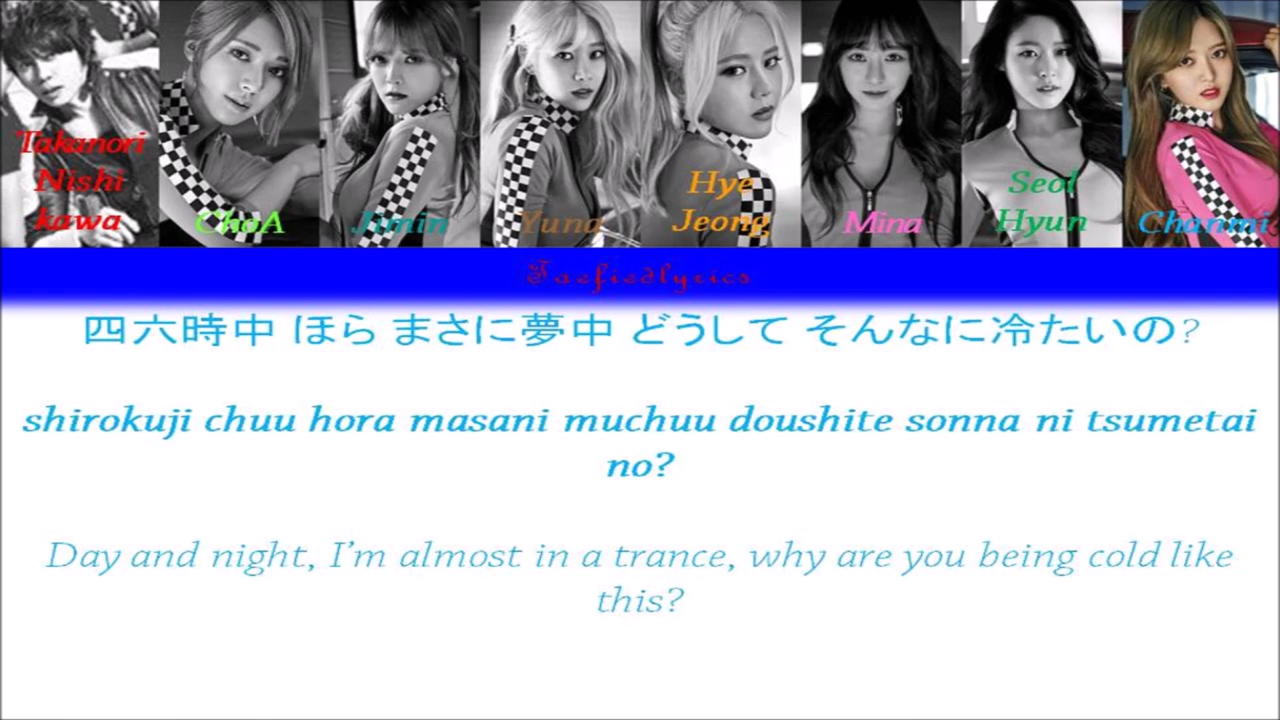 Takanori
Nishi
kawa
ChoA
Jimin
Yuna
Hye
Jeong
Mina
Seol
Hyun
Chanmi
Taefiedlyrics
四六時中 ほら まさに夢中 どうして そんなに冷たいの?
shirokuji chuu hora masani muchuu doushite sonna ni tsumetai
no?
Day and night, I'm almost in a trance, why are you being cold like
this?